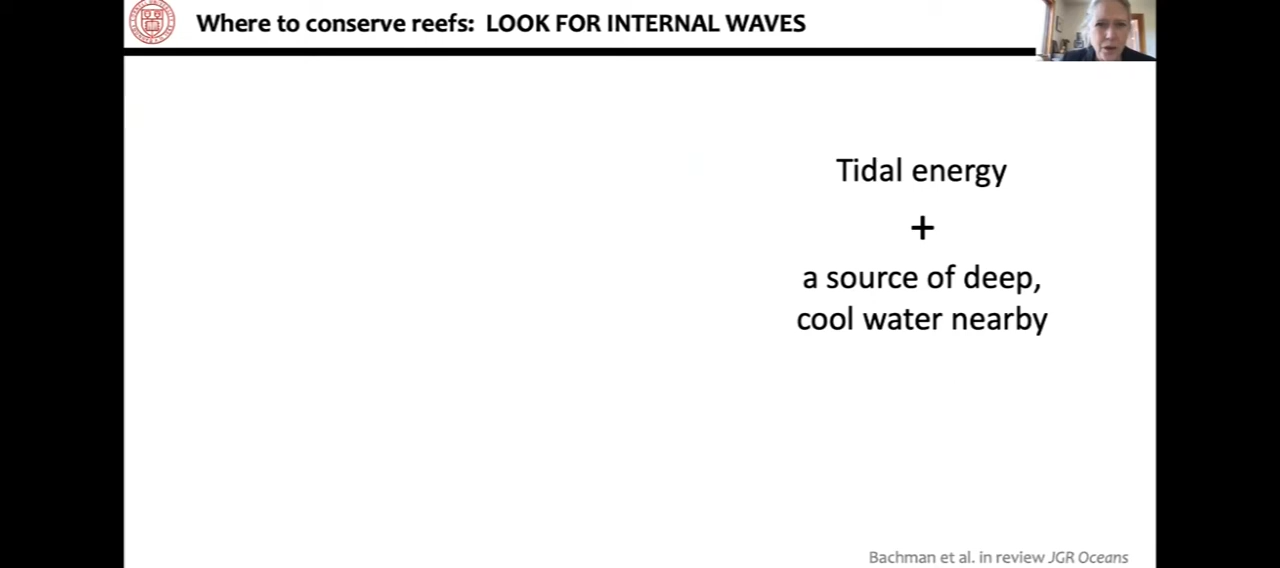 Where to conserve reefs: LOOK FOR INTERNAL WAVES
Tidal energy
+
a source of deep,
cool water nearby
Bachman et al. in review JGR Oceans